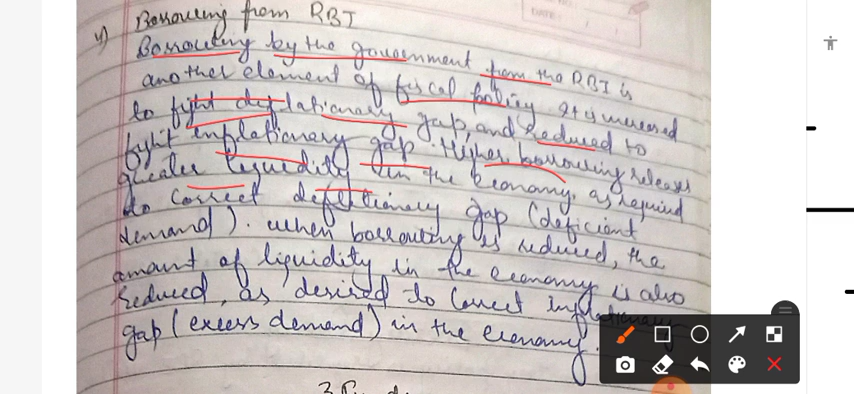 DATE:
4) Borrowing from RBI
Borrowing by the government from the RBI is
another element of fiscal policy. It is increased
to fight deflationary gap, and reduced to
fight inflationary gap. Higher borrowing releases
greater liquidity in the economy, as required
to correct deflationary gap (deficient
demand). when borrowing is reduced, the
amount of liquidity in the economy is also
reduced, as desired to correct inflationary
gap (excess demand) in the economy.